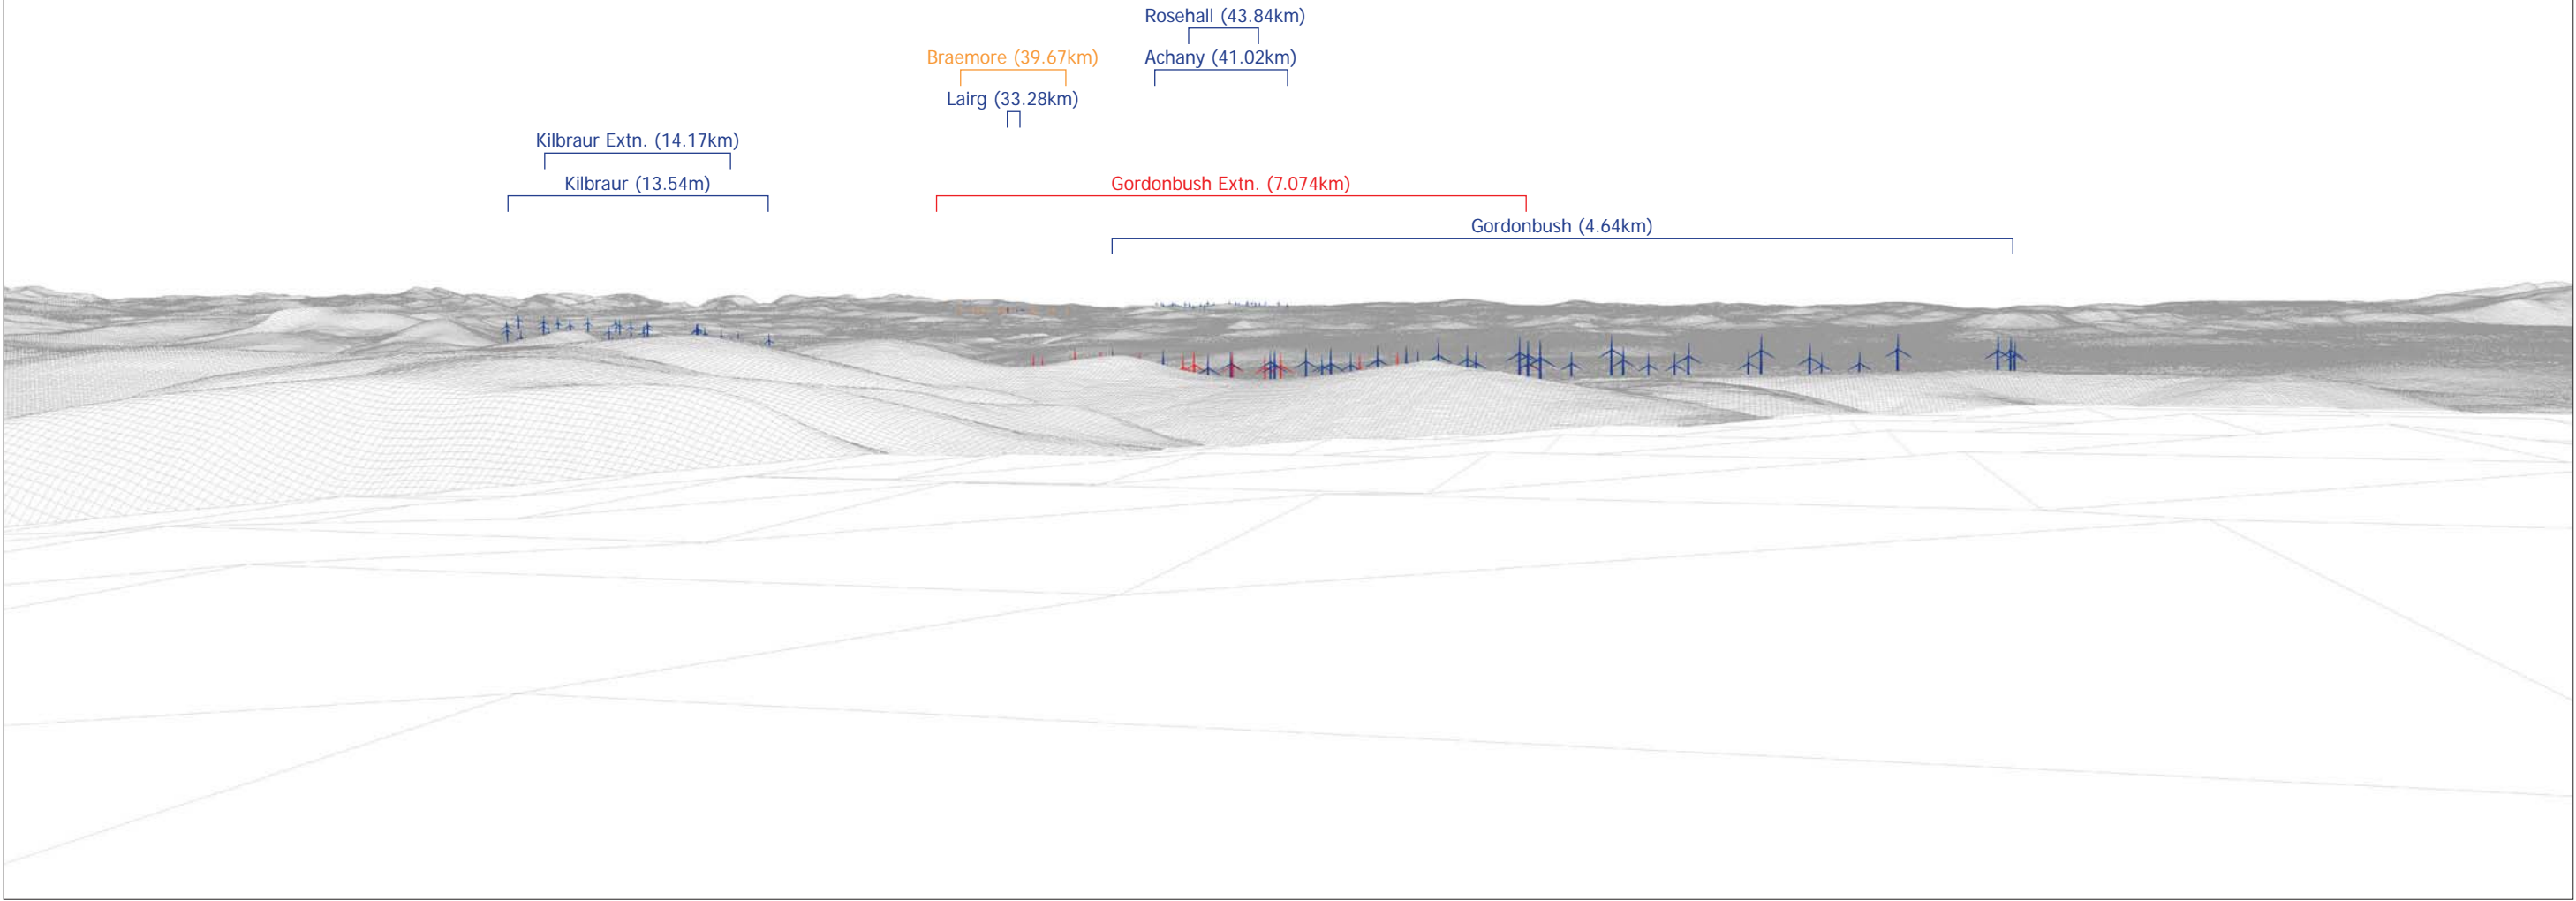 Rosehall (43.84km)
Braemore (39.67km)
Achany (41.02km)
Lairg (33.28km)
Kilbraur Extn. (14.17km)
Kilbraur (13.54m)
Gordonbush Extn. (7.074km)
Gordonbush (4.64km)